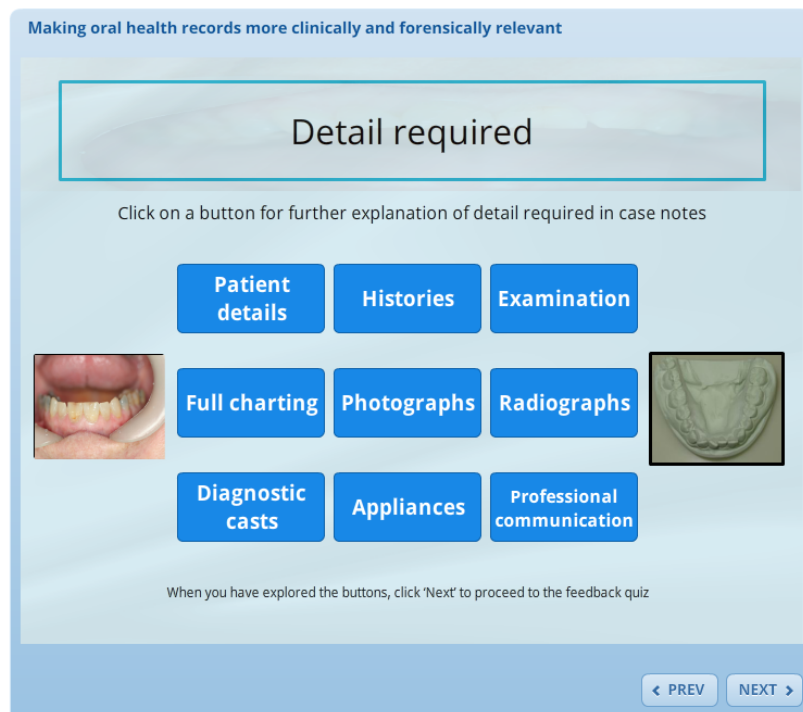 Making oral health records more clinically and forensically relevant
Detail required
Click on a button for further explanation of detail required in case notes
Patient
details
Histories
Examination
Full charting
Photographs
Radiographs
Diagnostic
casts
Appliances
Professional
communication
When you have explored the buttons, click ‘Next’ to proceed to the feedback quiz
PREV
NEXT